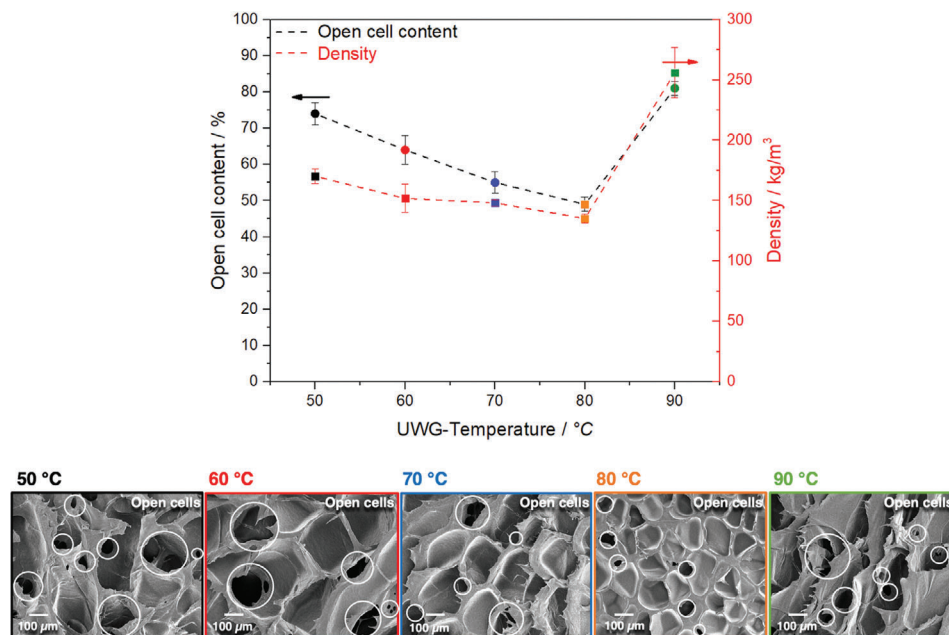 Open cell content
Density
100
90
80
70
60
50
40
30
20
10
0
Open cell content / %
300
250
200
150
100
50
0
Density / kg/m³
50
60
70
80
90
UWG-Temperature / °C
50 °C
60 °C
70 °C
80 °C
90 °C
Open cells
Open cells
Open cells
Open cells
Open cells
100 µm
100 µm
100 µm
100 µm
100 µm